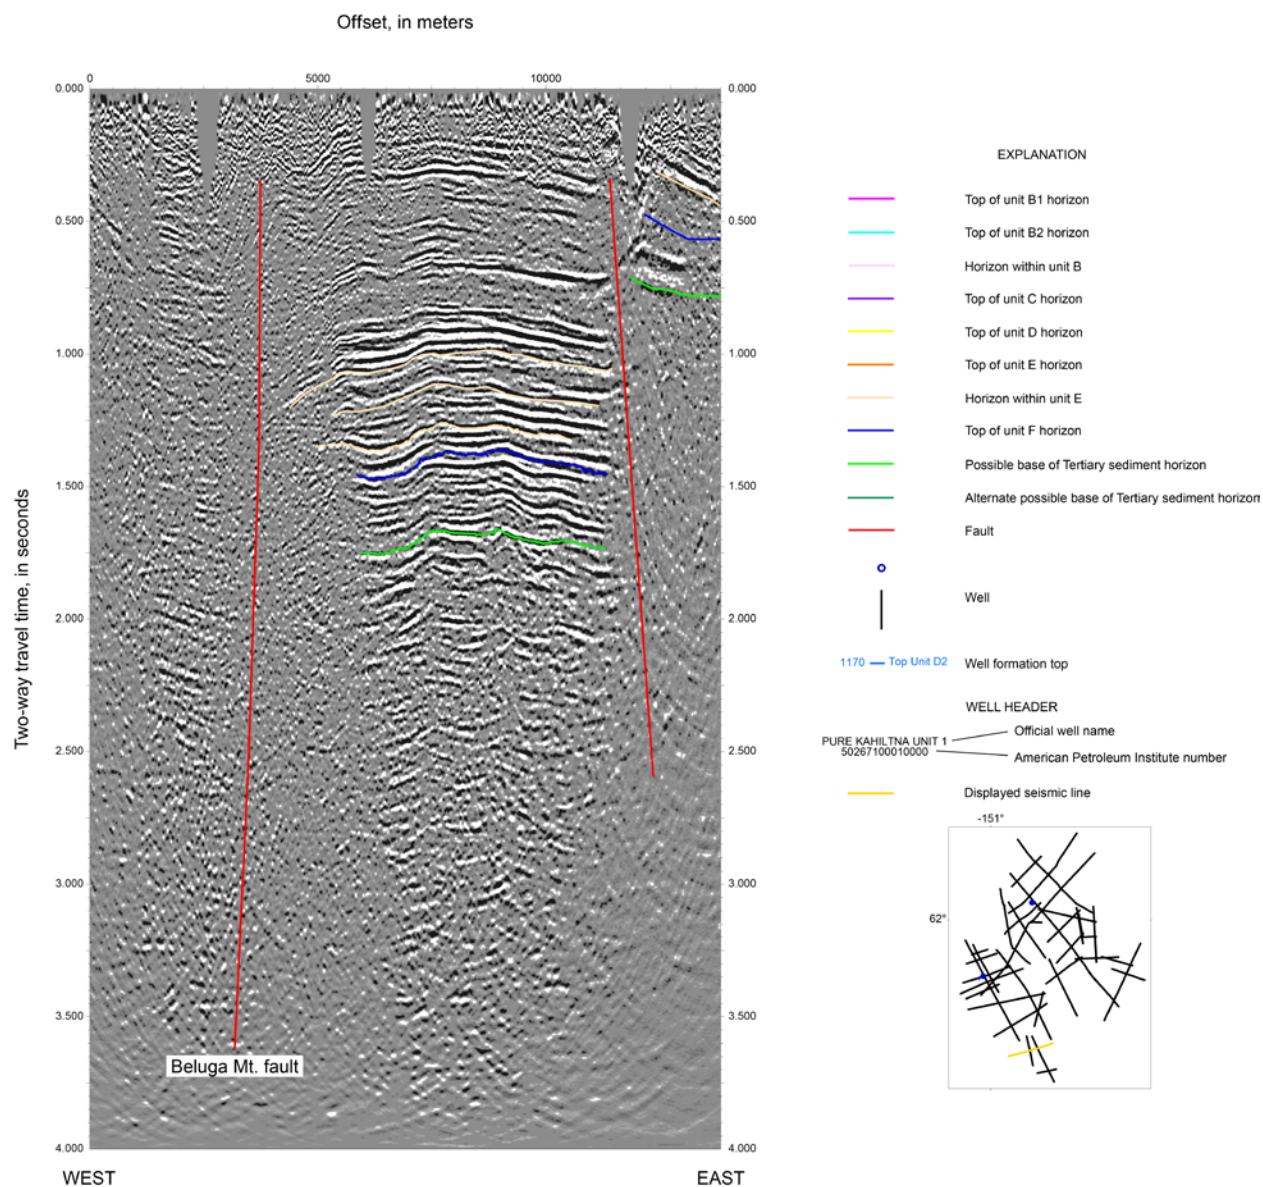 Offset, in meters
0 5000 10000
0.000 0.000
0.500 0.500
1.000 1.000
1.500 1.500
2.000 2.000
2.500 2.500
3.000 3.000
3.500 3.500
4.000 4.000
Two-way travel time, in seconds
Beluga Mt. fault
WEST EAST
EXPLANATION
Top of unit B1 horizon
Top of unit B2 horizon
Horizon within unit B
Top of unit C horizon
Top of unit D horizon
Top of unit E horizon
Horizon within unit E
Top of unit F horizon
Possible base of Tertiary sediment horizon
Alternate possible base of Tertiary sediment horizon
Fault
Well
1170 Top Unit D2 Well formation top
WELL HEADER
Official well name
PURE KAHILTNA UNIT 1
50267100010000
American Petroleum Institute number
Displayed seismic line
-151°
62°